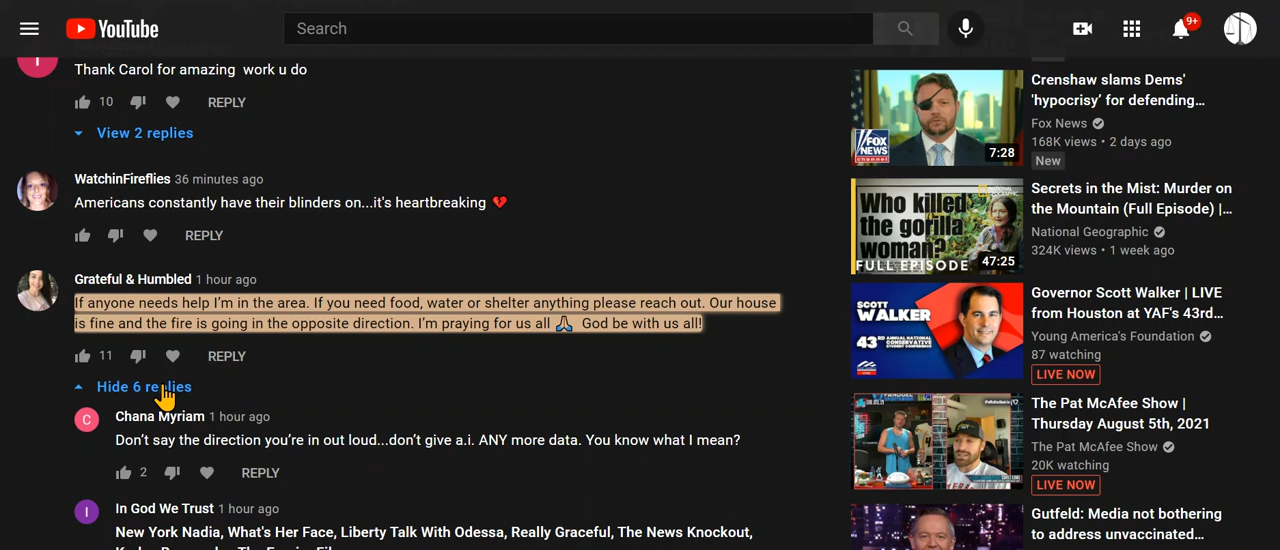 YouTube
Search
9+
Thank Carol for amazing work u do
10 REPLY
View 2 replies
WatchinFireflies 36 minutes ago
Americans constantly have their blinders on...it's heartbreaking 💔
REPLY
Grateful & Humbled 1 hour ago
If anyone needs help I'm in the area. If you need food, water or shelter anything please reach out. Our house
is fine and the fire is going in the opposite direction. I'm praying for us all 🙏 God be with us all!
11 REPLY
Hide 6 replies
C
Chana Myriam 1 hour ago
Don't say the direction you're in out loud...don't give a.i. ANY more data. You know what I mean?
2 REPLY
I
In God We Trust 1 hour ago
New York Nadia, What's Her Face, Liberty Talk With Odessa, Really Graceful, The News Knockout,
FOX
NEWS
channel
7:28
Crenshaw slams Dems'
'hypocrisy' for defending...
Fox News
168K views • 2 days ago
New
Who killed
the gorilla
woman?
FULL EPISODE
NATIONAL GEOGRAPHIC
47:25
Secrets in the Mist: Murder on
the Mountain (Full Episode) |...
National Geographic
324K views • 1 week ago
SCOTT
WALKER
43RD
Governor Scott Walker | LIVE
from Houston at YAF's 43rd...
Young America's Foundation
87 watching
LIVE NOW
The Pat McAfee Show |
Thursday August 5th, 2021
The Pat McAfee Show
20K watching
LIVE NOW
Gutfeld: Media not bothering
to address unvaccinated...